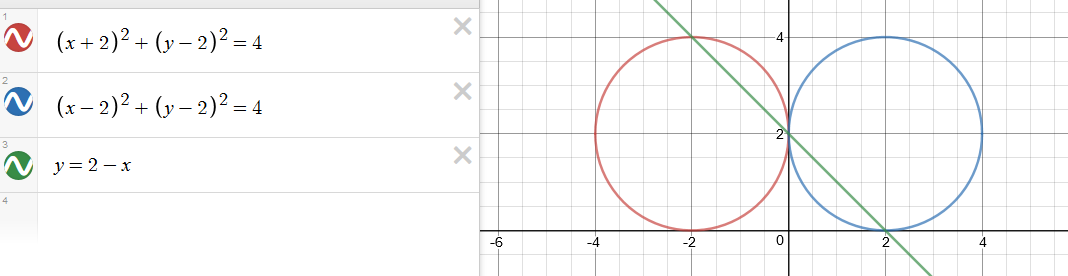 1
(x + 2)² + (y − 2)² = 4
2
(x − 2)² + (y − 2)² = 4
3
y = 2 − x
4
4
2
-6 -4 -2 0 2 4